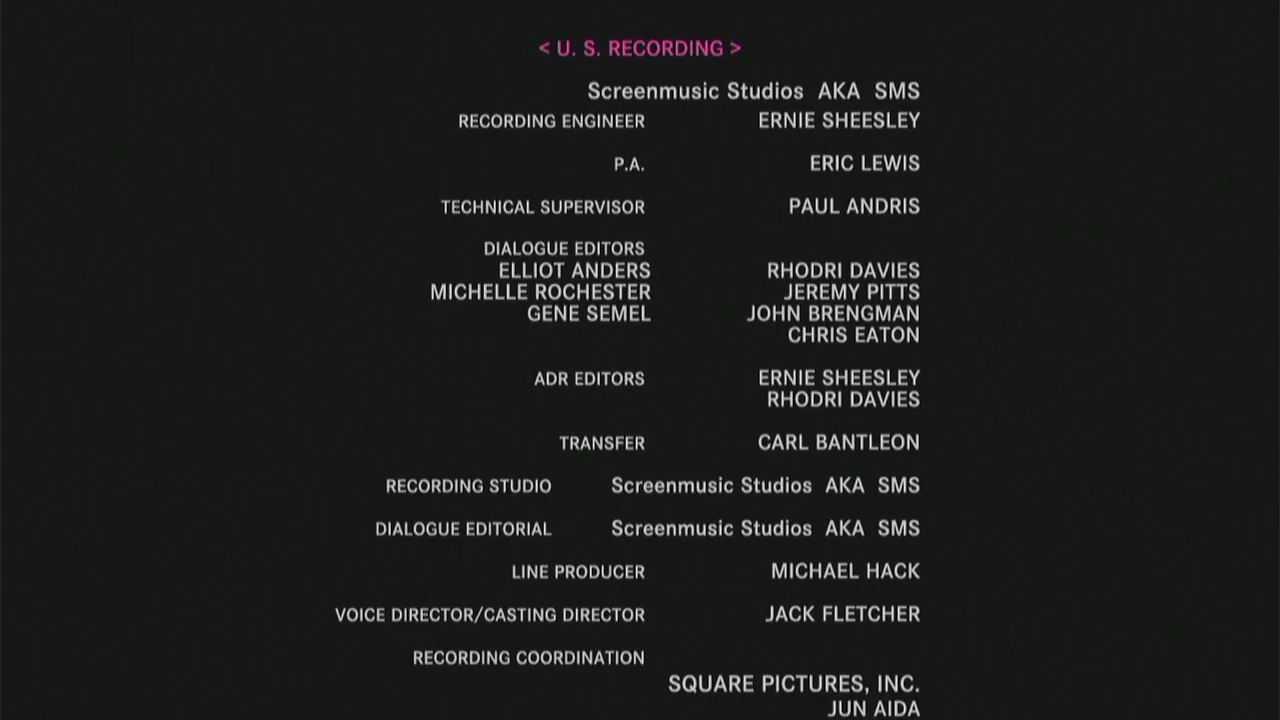 < U. S. RECORDING >
Screenmusic Studios AKA SMS
RECORDING ENGINEER ERNIE SHEESLEY
P.A. ERIC LEWIS
TECHNICAL SUPERVISOR PAUL ANDRIS
DIALOGUE EDITORS
ELLIOT ANDERS RHODRI DAVIES
MICHELLE ROCHESTER JEREMY PITTS
GENE SEMEL JOHN BRENGMAN
CHRIS EATON
ADR EDITORS ERNIE SHEESLEY
RHODRI DAVIES
TRANSFER CARL BANTLEON
RECORDING STUDIO Screenmusic Studios AKA SMS
DIALOGUE EDITORIAL Screenmusic Studios AKA SMS
LINE PRODUCER MICHAEL HACK
VOICE DIRECTOR/CASTING DIRECTOR JACK FLETCHER
RECORDING COORDINATION
SQUARE PICTURES, INC.
JUN AIDA